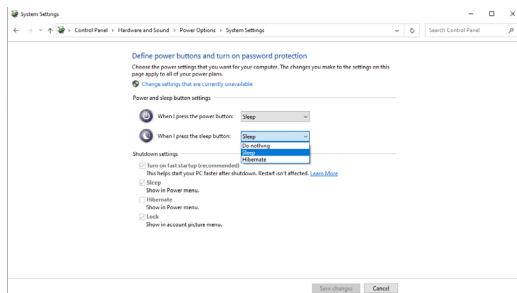 System Settings
Control Panel > Hardware and Sound > Power Options > System Settings
Search Control Panel
Define power buttons and turn on password protection
Choose the power settings that you want for your computer. The changes you make to the settings on this
page apply to all of your power plans.
Change settings that are currently unavailable
Power and sleep button settings
When I press the power button: Sleep
When I press the sleep button: Sleep
Do nothing
Sleep
Hibernate
Shutdown settings
Turn on fast startup (recommended)
This helps start your PC faster after shutdown. Restart isn't affected. Learn More
Sleep
Show in Power menu.
Hibernate
Show in Power menu.
Lock
Show in account picture menu.
Save changes Cancel